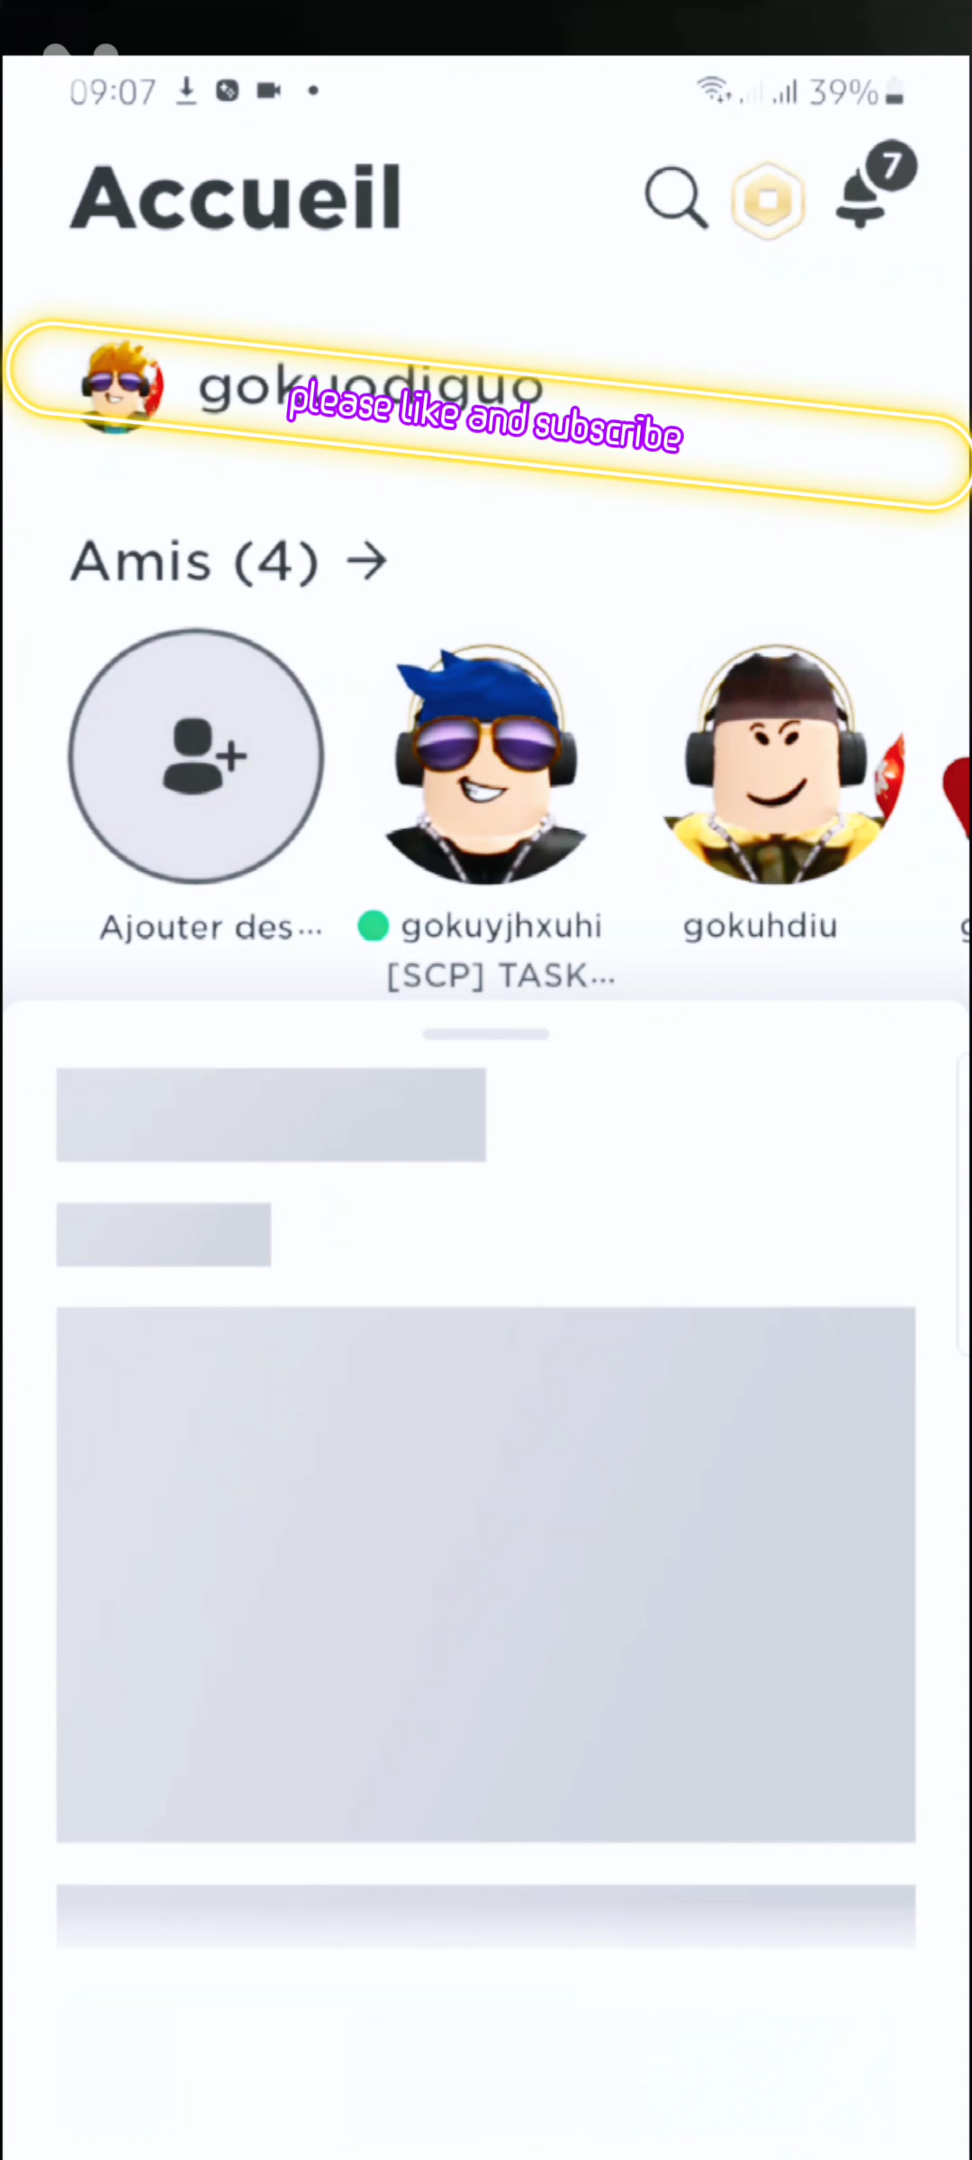 09:07
39%
Accueil
7
gokuodiguo
please like and subscribe
Amis (4) →
Ajouter des...
gokuyjhxuhi
gokuhdiu
[SCP] TASK...